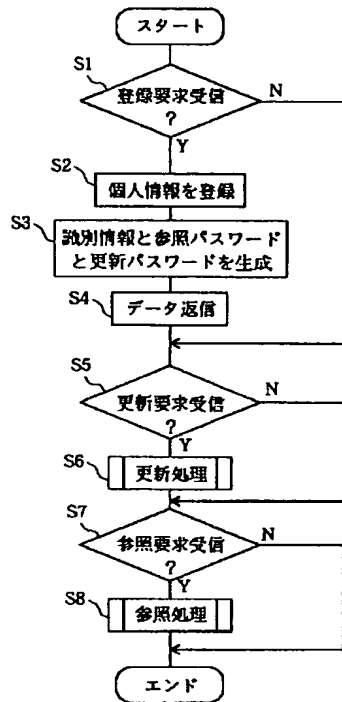 スタート
S1
登録要求受信
?
N
Y
S2
個人情報を登録
S3
識別情報と参照パスワード
と更新パスワードを生成
S4
データ返信
S5
更新要求受信
?
N
Y
S6
更新処理
S7
参照要求受信
?
N
Y
S8
参照処理
エンド